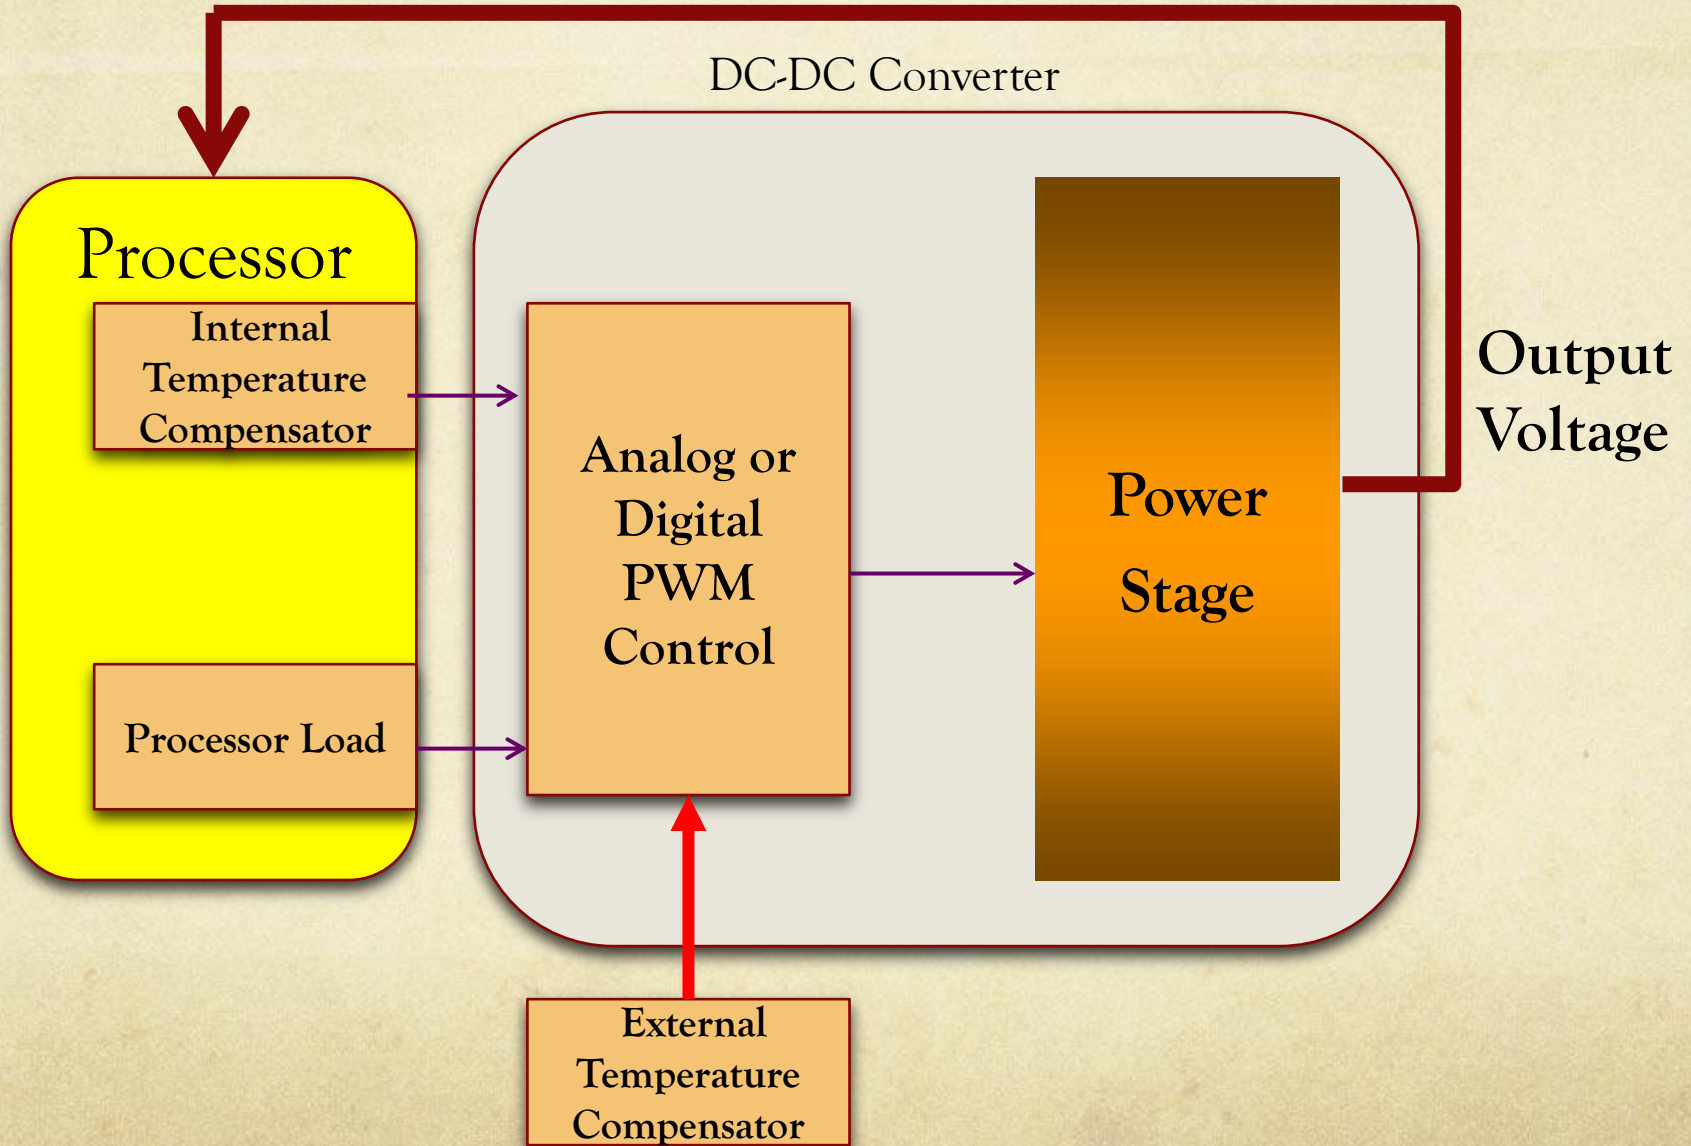 DC-DC Converter
Processor
Internal
Temperature
Compensator
Processor Load
Analog or
Digital
PWM
Control
Power
Stage
Output
Voltage
External
Temperature
Compensator